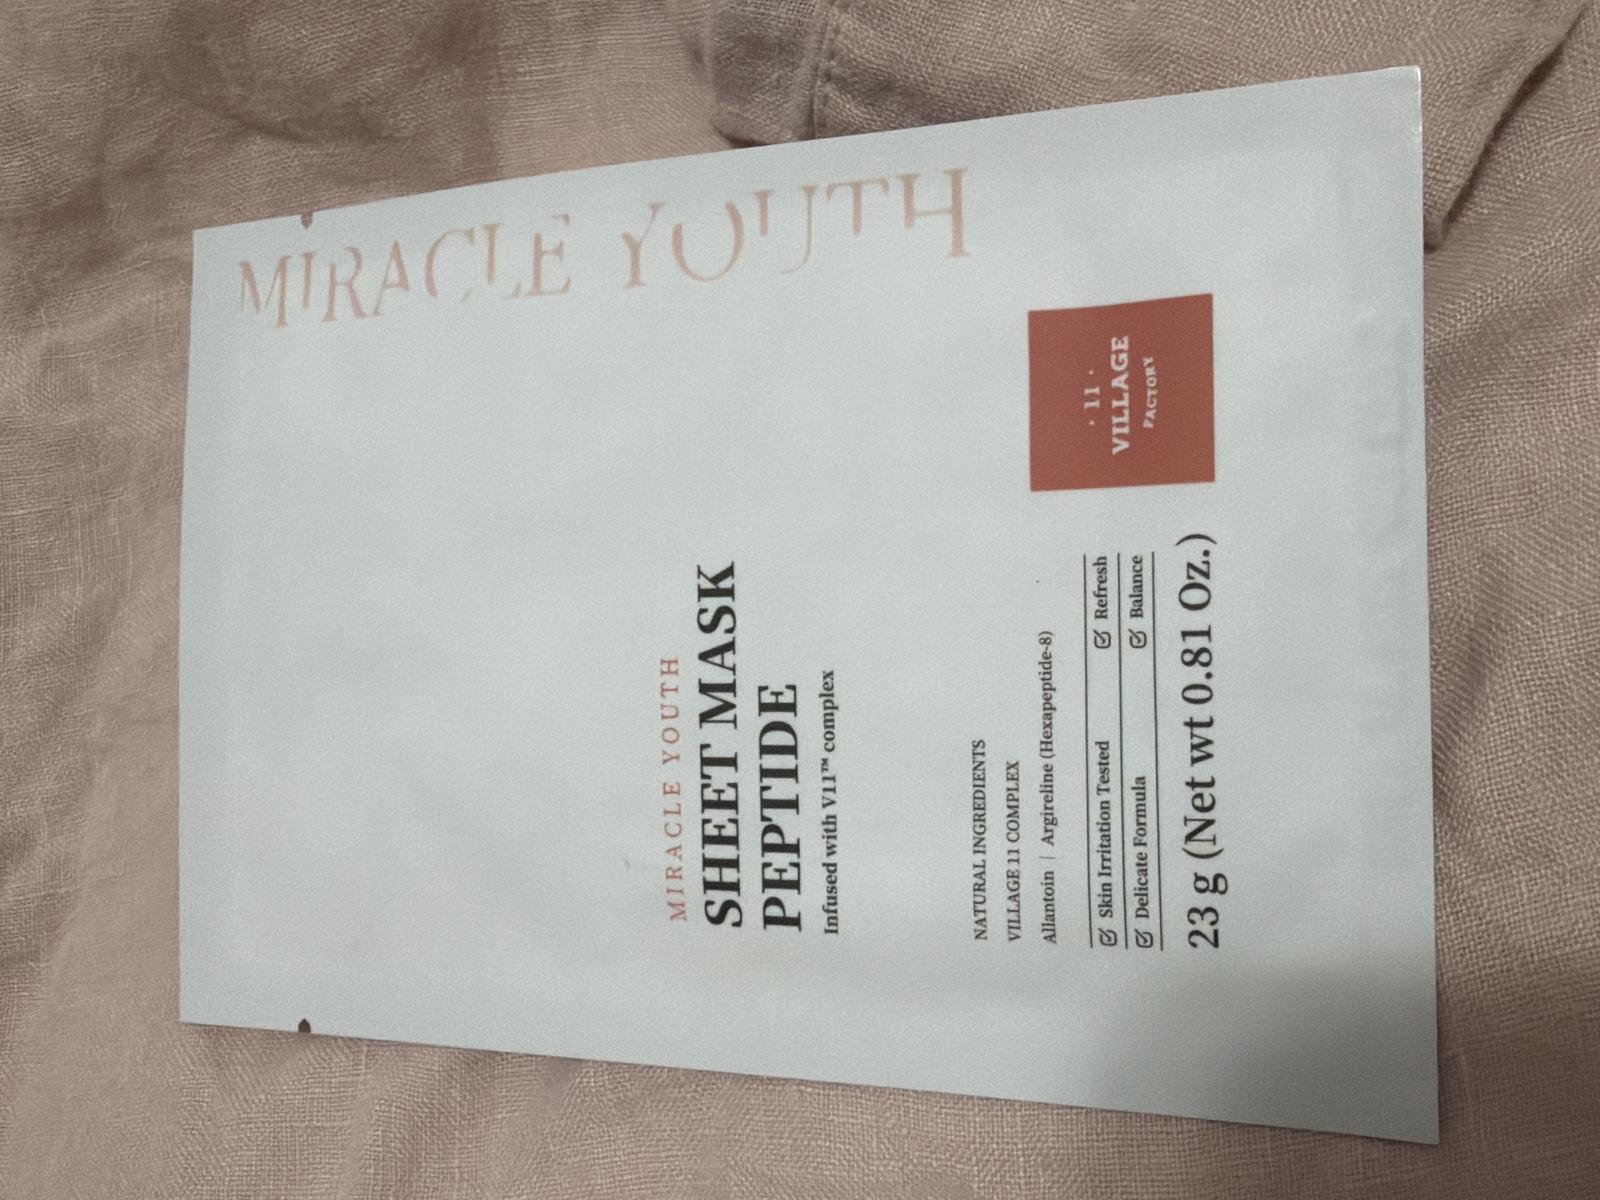 MIRACLE YOUTH
MIRACLE YOUTH
SHEET MASK
PEPTIDE
Infused with V11™ complex
NATURAL INGREDIENTS
VILLAGE 11 COMPLEX
Allantoin | Argireline (Hexapeptide-8)
☑ Skin Irritation Tested ☑ Refresh
☑ Delicate Formula ☑ Balance
23 g (Net wt 0.81 Oz.)
· 11 ·
VILLAGE
FACTORY